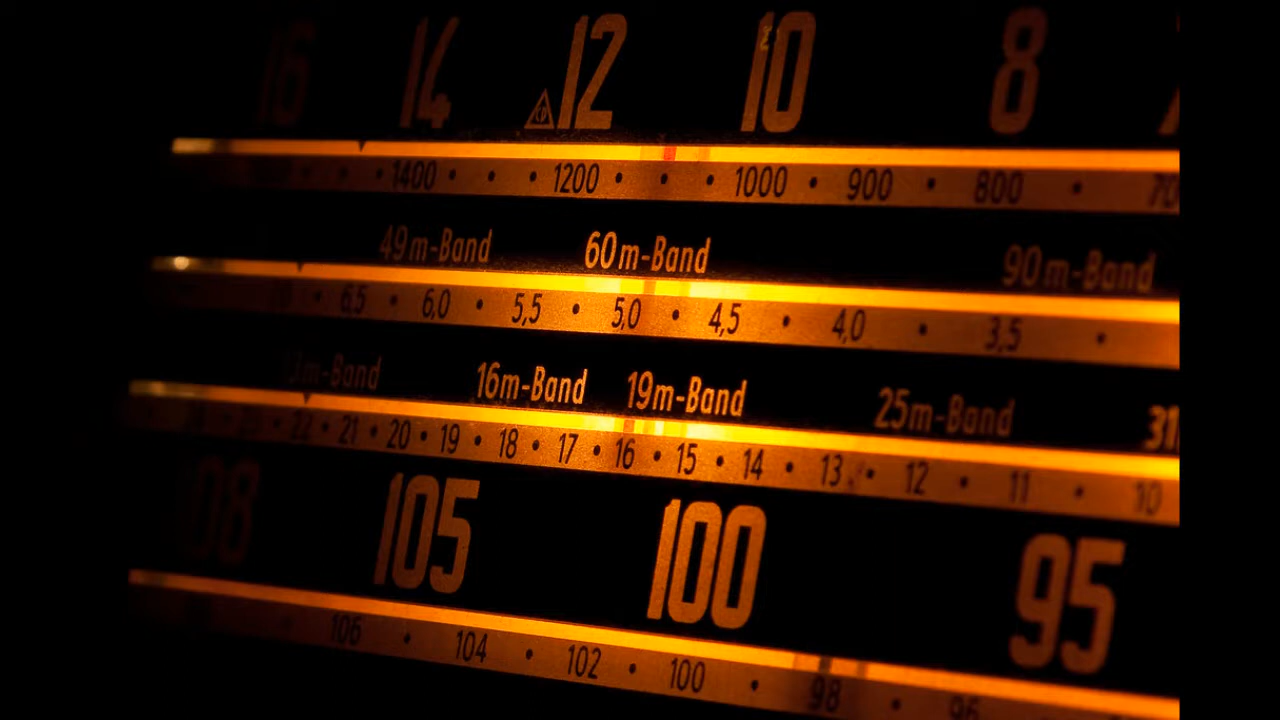 16 14 12 10 8
1400 1200 1000 900 800
49m-Band 60m-Band 90m-Band
6,5 6,0 5,5 5,0 4,5 4,0 3,5
16m-Band 19m-Band 25m-Band 31
22 21 20 19 18 17 16 15 14 13 12 11 10
105 100 95
106 104 102 100 98 96